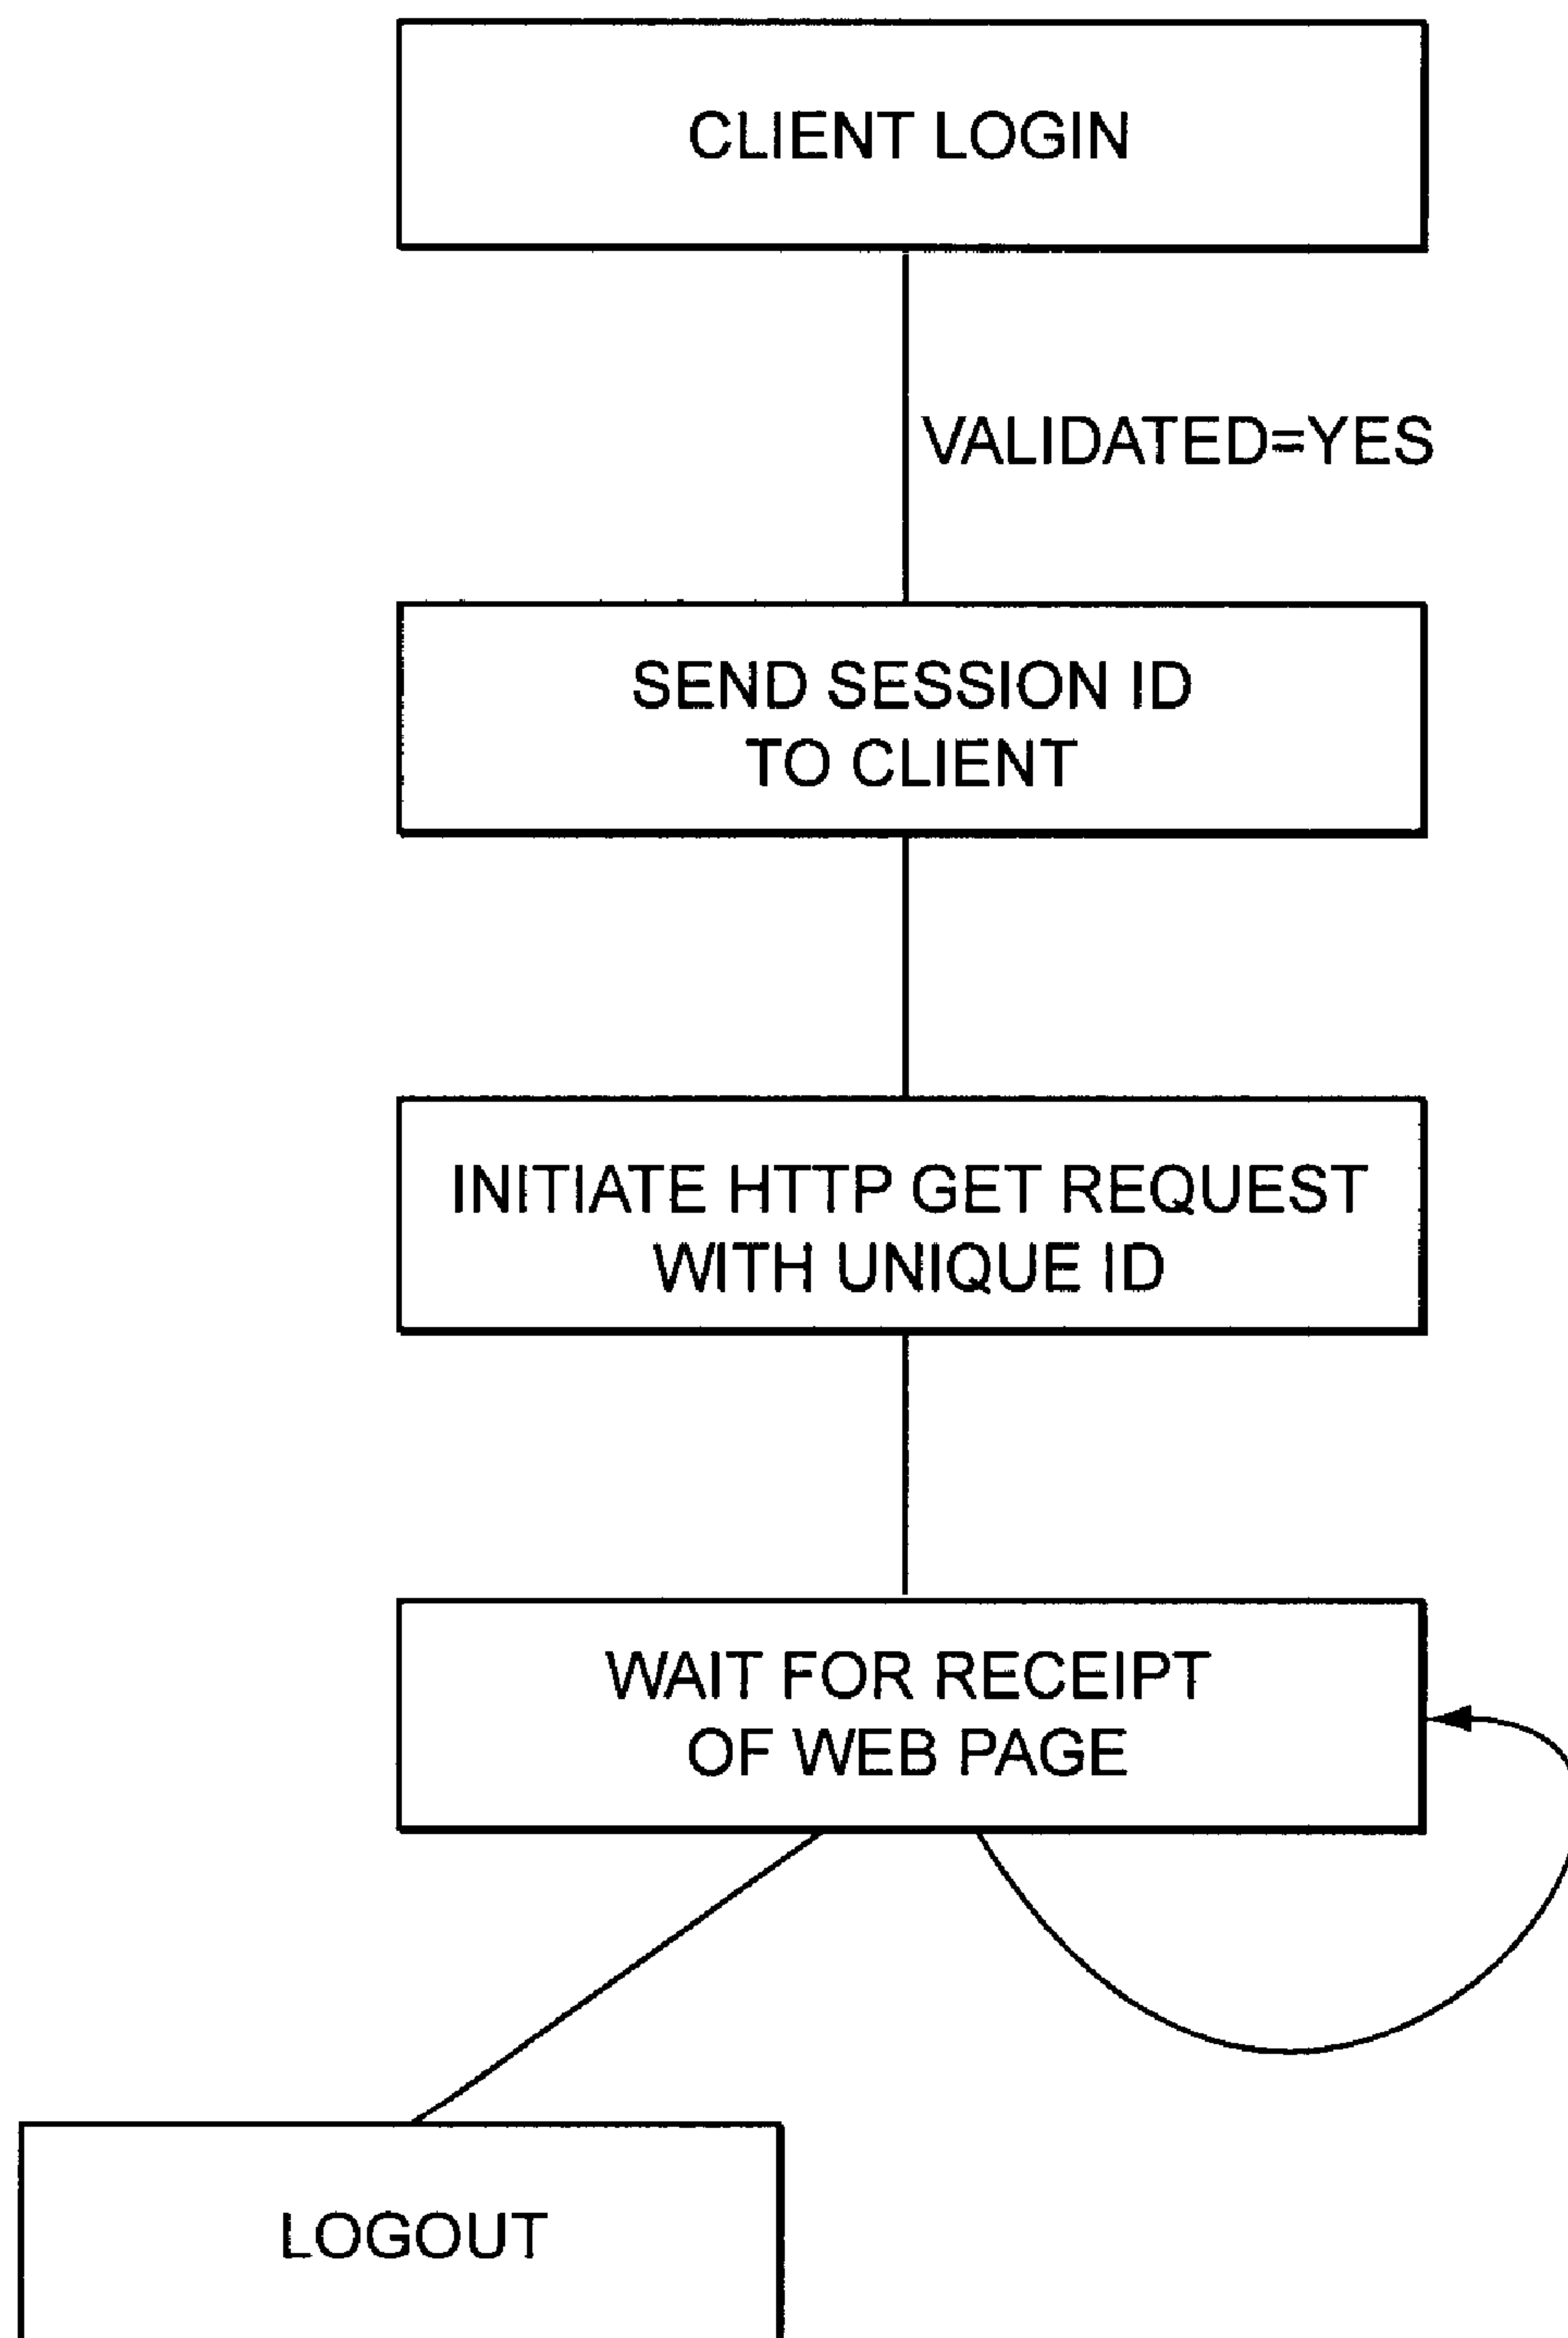 CLIENT LOGIN
VALIDATED=YES
SEND SESSION ID
TO CLIENT
INITIATE HTTP GET REQUEST
WITH UNIQUE ID
WAIT FOR RECEIPT
OF WEB PAGE
LOGOUT